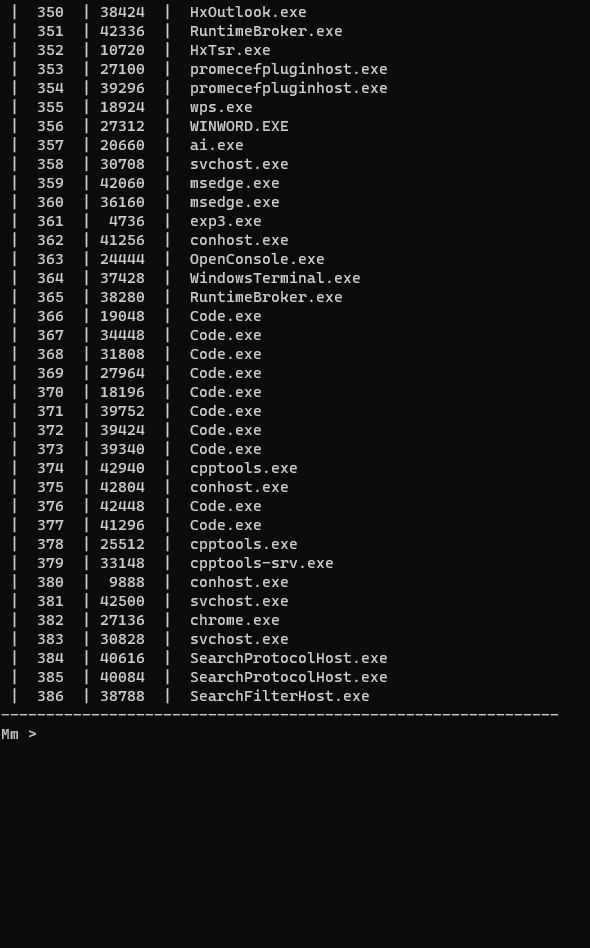 |  350  | 38424  |  HxOutlook.exe
|  351  | 42336  |  RuntimeBroker.exe
|  352  | 10720  |  HxTsr.exe
|  353  | 27100  |  promecefpluginhost.exe
|  354  | 39296  |  promecefpluginhost.exe
|  355  | 18924  |  wps.exe
|  356  | 27312  |  WINWORD.EXE
|  357  | 20660  |  ai.exe
|  358  | 30708  |  svchost.exe
|  359  | 42060  |  msedge.exe
|  360  | 36160  |  msedge.exe
|  361  |  4736  |  exp3.exe
|  362  | 41256  |  conhost.exe
|  363  | 24444  |  OpenConsole.exe
|  364  | 37428  |  WindowsTerminal.exe
|  365  | 38280  |  RuntimeBroker.exe
|  366  | 19048  |  Code.exe
|  367  | 34448  |  Code.exe
|  368  | 31808  |  Code.exe
|  369  | 27964  |  Code.exe
|  370  | 18196  |  Code.exe
|  371  | 39752  |  Code.exe
|  372  | 39424  |  Code.exe
|  373  | 39340  |  Code.exe
|  374  | 42940  |  cpptools.exe
|  375  | 42804  |  conhost.exe
|  376  | 42448  |  Code.exe
|  377  | 41296  |  Code.exe
|  378  | 25512  |  cpptools.exe
|  379  | 33148  |  cpptools-srv.exe
|  380  |  9888  |  conhost.exe
|  381  | 42500  |  svchost.exe
|  382  | 27136  |  chrome.exe
|  383  | 30828  |  svchost.exe
|  384  | 40616  |  SearchProtocolHost.exe
|  385  | 40084  |  SearchProtocolHost.exe
|  386  | 38788  |  SearchFilterHost.exe
--------------------------------------------------------------
Mm >